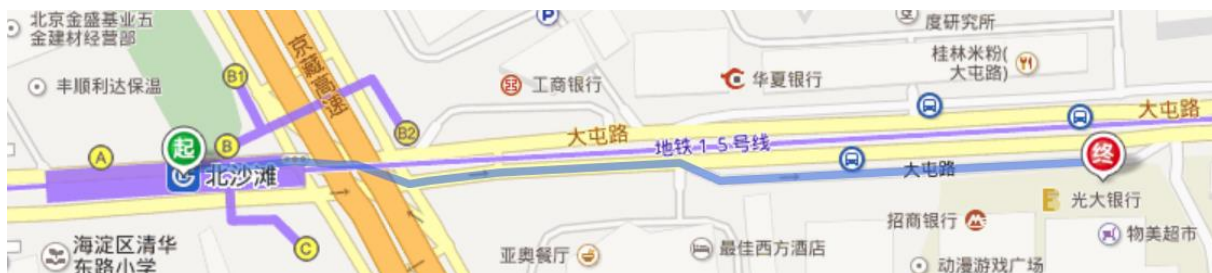 北京金盛基业五
金建材经营部
丰顺利达保温
B1
京藏高速
P
工商银行
华夏银行
度研究所
桂林米粉(
大屯路)
B2
A
起
B
北沙滩
大屯路
地铁15号线
大屯路
终
光大银行
C
海淀区清华
东路小学
亚奥餐厅
最佳西方酒店
招商银行
物美超市
动漫游戏广场